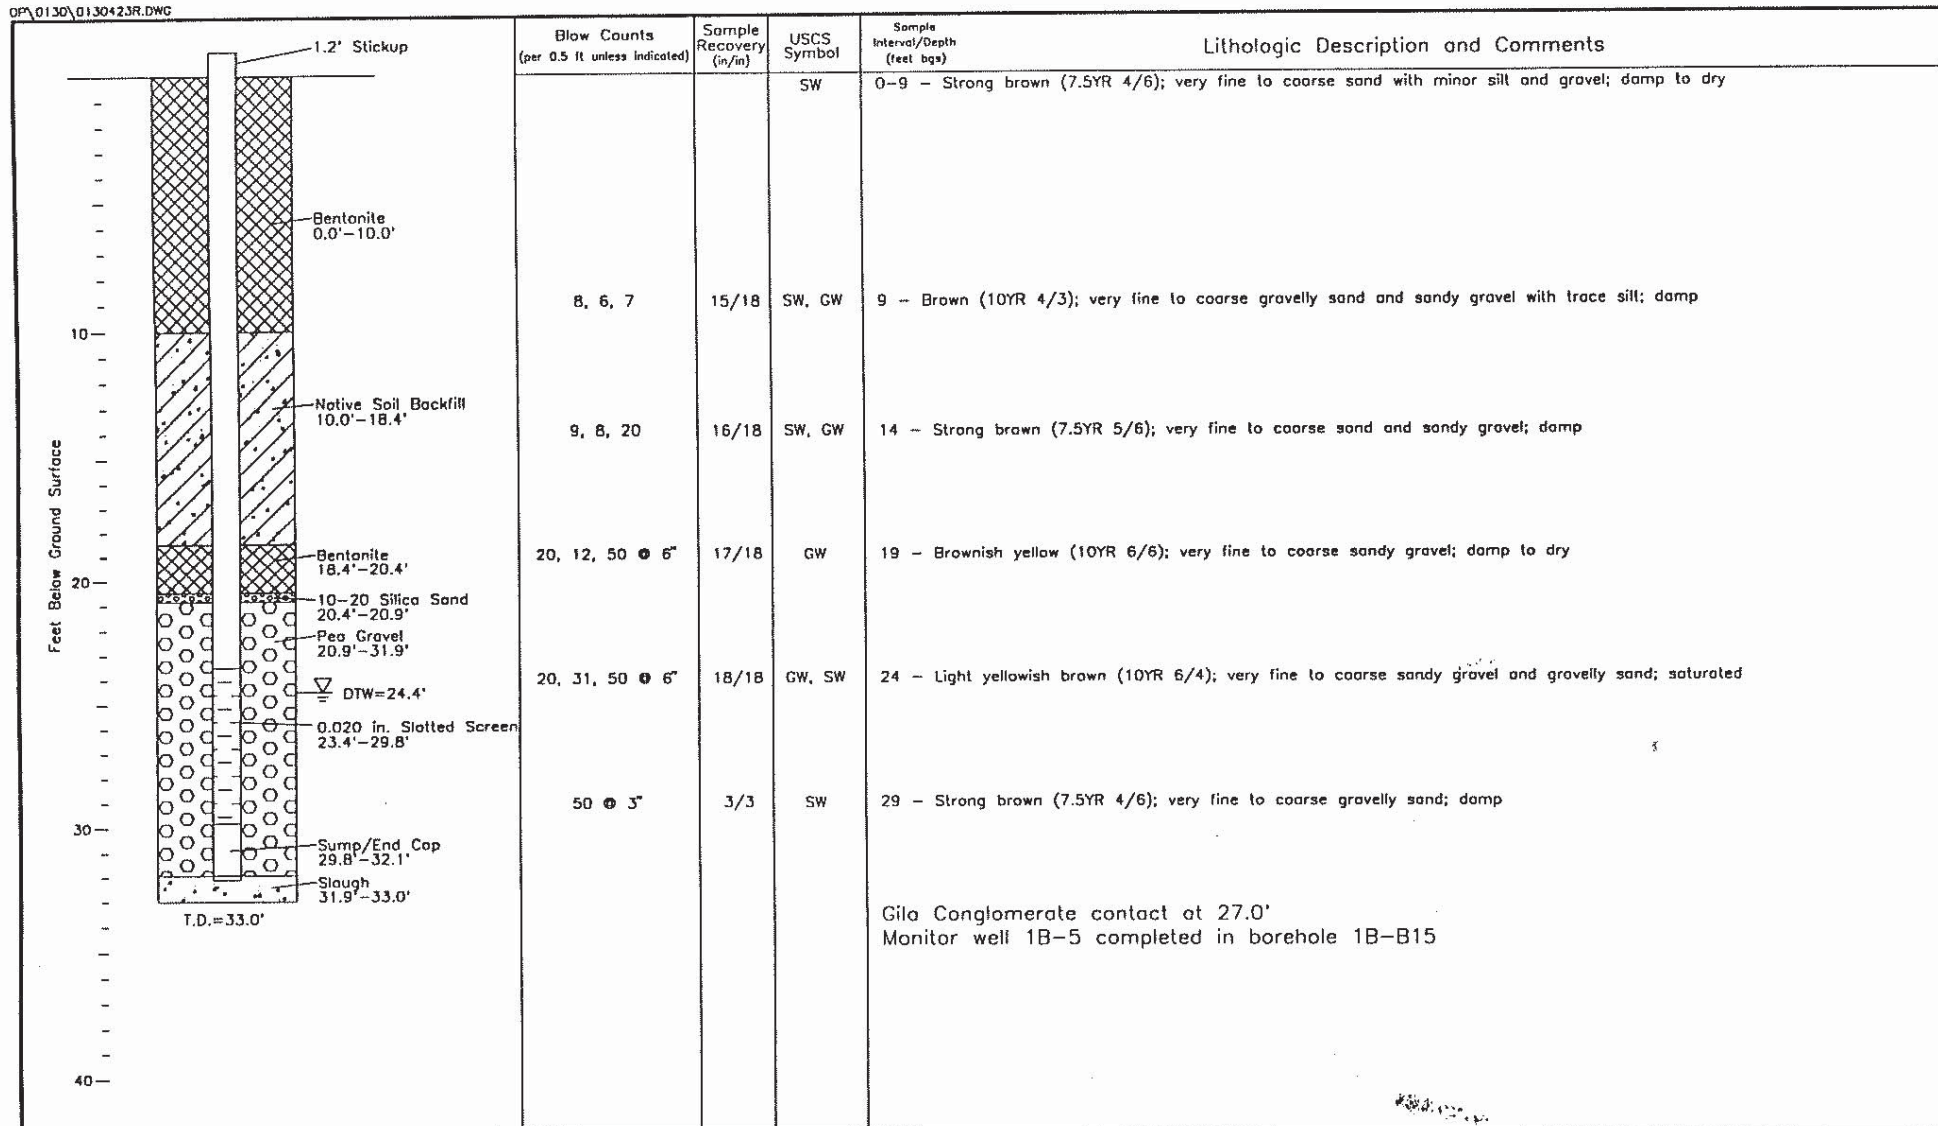 OP\0130\0130423R.DWG
Blow Counts
(per 0.5 ft unless indicated)
Sample
Recovery
(in/in)
USCS
Symbol
Sample
Interval/Depth
(feet bgs)
Lithologic Description and Comments
1.2' Stickup
SW
0-9 - Strong brown (7.5YR 4/6); very fine to coarse sand with minor silt and gravel; damp to dry
Bentonite
0.0'-10.0'
8, 6, 7
15/18
SW, GW
9 - Brown (10YR 4/3); very fine to coarse gravelly sand and sandy gravel with trace silt; damp
10
Native Soil Backfill
10.0'-18.4'
9, 8, 20
16/18
SW, GW
14 - Strong brown (7.5YR 5/6); very fine to coarse sand and sandy gravel; damp
Feet Below Ground Surface
Bentonite
18.4'-20.4'
20, 12, 50 @ 6"
17/18
GW
19 - Brownish yellow (10YR 6/6); very fine to coarse sandy gravel; damp to dry
20
10-20 Silica Sand
20.4'-20.9'
Pea Gravel
20.9'-31.9'
20, 31, 50 @ 6"
18/18
GW, SW
24 - Light yellowish brown (10YR 6/4); very fine to coarse sandy gravel and gravelly sand; saturated
DTW=24.4'
0.020 in. Slotted Screen
23.4'-29.8'
50 @ 3"
3/3
SW
29 - Strong brown (7.5YR 4/6); very fine to coarse gravelly sand; damp
30
Sump/End Cap
29.8'-32.1'
Slough
31.9'-33.0'
T.D.=33.0'
Gila Conglomerate contact at 27.0'
Monitor well 1B-5 completed in borehole 1B-B15
40